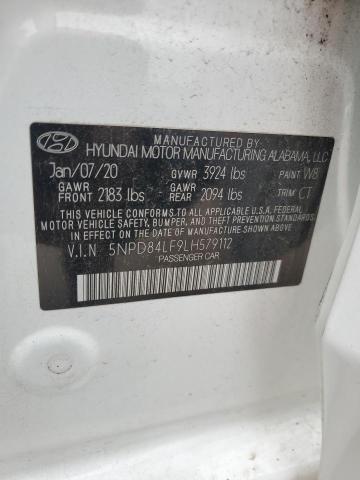 MANUFACTURED BY
HYUNDAI MOTOR MANUFACTURING ALABAMA, LLC
Jan/07/20 GVWR 3924 lbs PAINT W8
GAWR FRONT 2183 lbs GAWR REAR 2094 lbs TRIM CT
THIS VEHICLE CONFORMS TO ALL APPLICABLE FEDERAL
MOTOR VEHICLE SAFETY, BUMPER, AND THEFT PREVENTION
STANDARDS IN EFFECT ON THE DATE OF MANUFACTURE SHOWN ABOVE.
V.I.N 5NPD84LF9LH579112
PASSENGER CAR